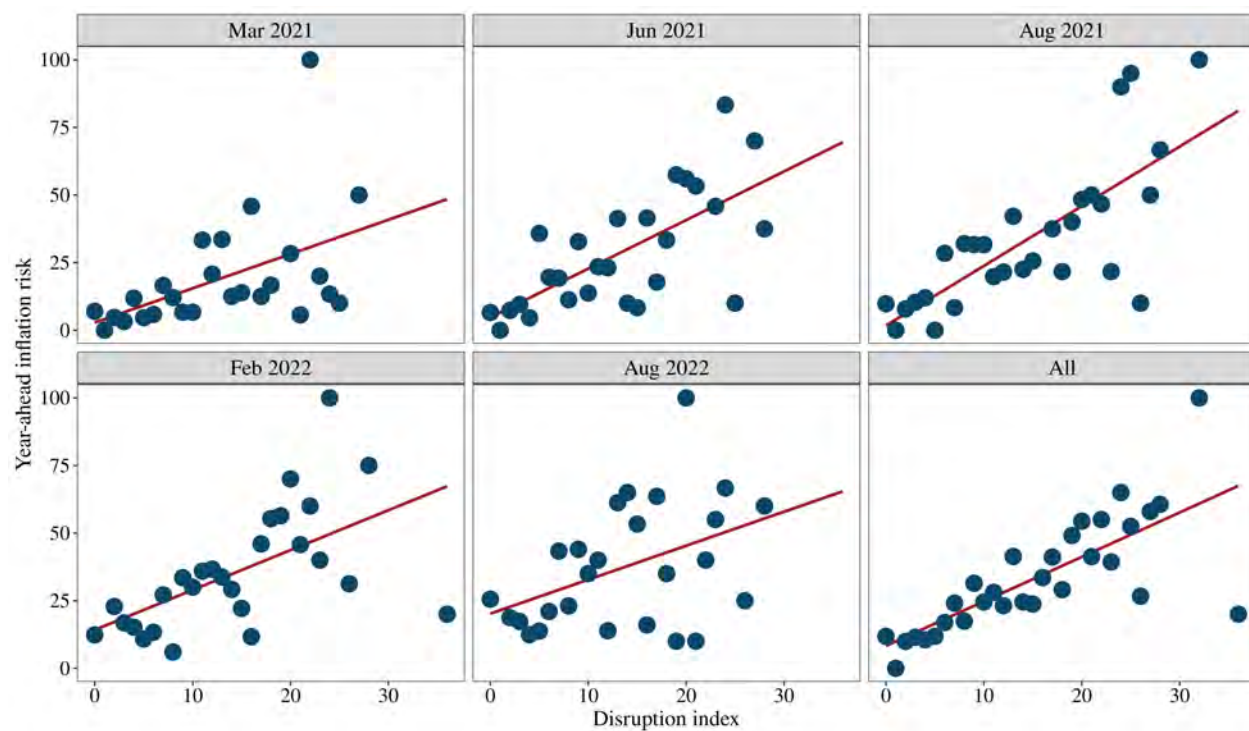 Mar 2021
Jun 2021
Aug 2021
100
75
50
25
0
Feb 2022
Aug 2022
All
100
75
50
25
0
Year-ahead inflation risk
0 10 20 30
0 10 20 30
0 10 20 30
Disruption index